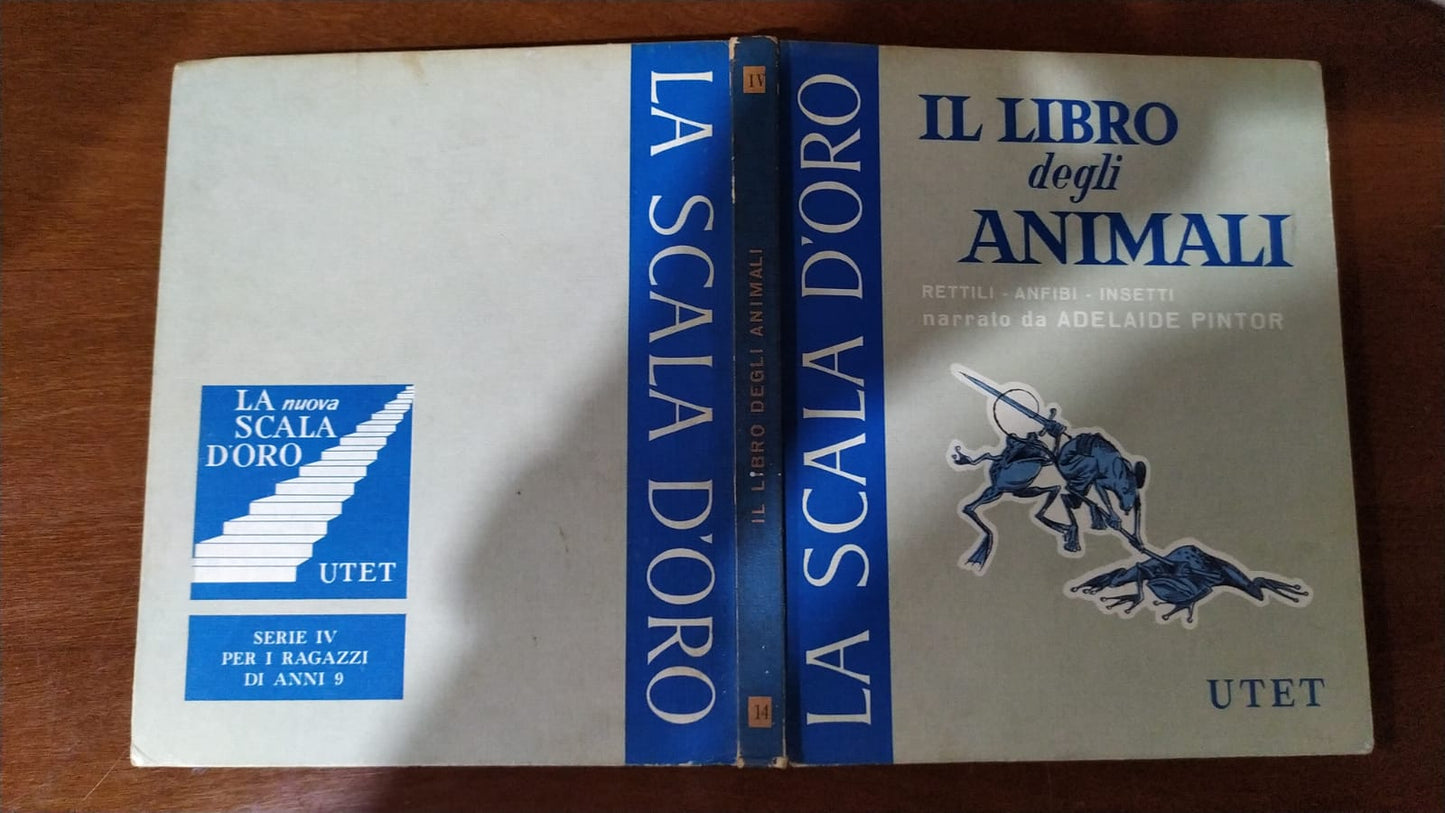 LA nuova
SCALA
D'ORO
UTET
SERIE IV
PER I RAGAZZI
DI ANNI 9
LA SCALA D'ORO
IV
IL LIBRO DEGLI ANIMALI
14
LA SCALA D'ORO
IL LIBRO
degli
ANIMALI
RETTILI - ANFIBI - INSETTI
narrato da ADELAIDE PINTOR
UTET